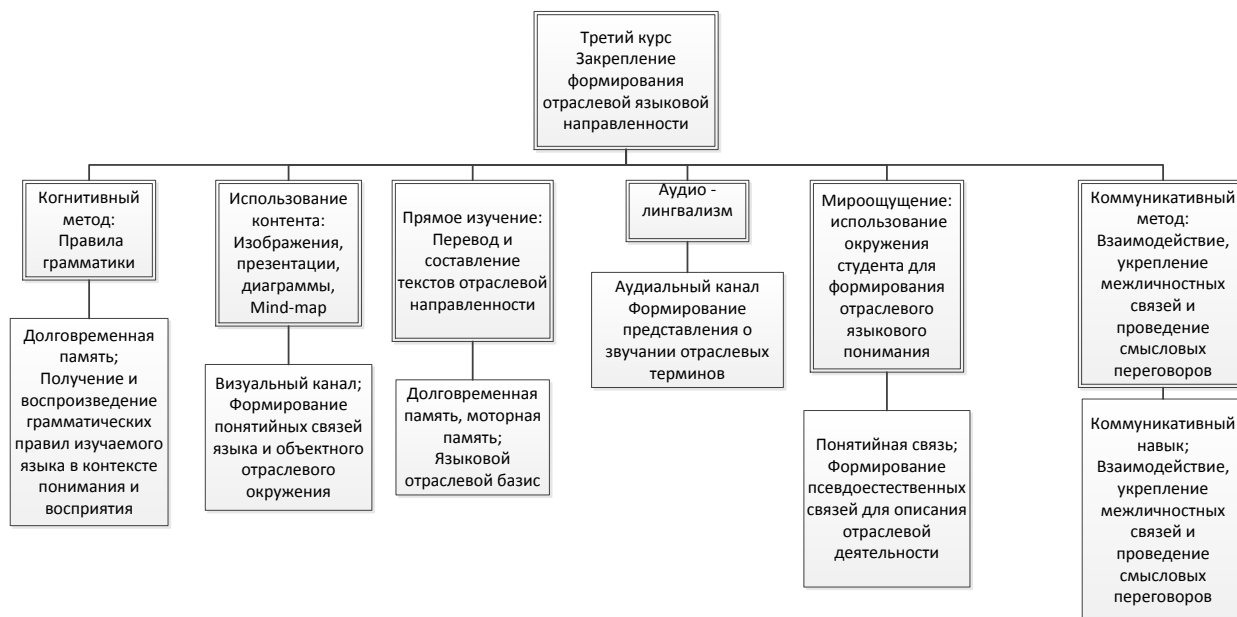 Третий курс
Закрепление
формирования
отраслевой языковой
направленности
Когнитивный
метод:
Правила
грамматики
Использование
контента:
Изображения,
презентации,
диаграммы,
Mind-map
Прямое изучение:
Перевод и
составление
текстов отраслевой
направленности
Аудио -
лингвализм
Мироощущение:
использование
окружения
студента для
формирования
отраслевого
языкового
понимания
Коммуникативный
метод:
Взаимодействие,
укрепление
межличностных
связей и
проведение
смысловых
переговоров
Долговременная
память;
Получение и
воспроизведение
грамматических
правил изучаемого
языка в контексте
понимания и
восприятия
Визуальный канал;
Формирование
понятийных связей
языка и объектного
отраслевого
окружения
Долговременная
память, моторная
память;
Языковой
отраслевой базис
Аудиальный канал
Формирование
представления о
звучании отраслевых
терминов
Понятийная связь;
Формирование
псевдоестественных
связей для описания
отраслевой
деятельности
Коммуникативный
навык;
Взаимодействие,
укрепление
межличностных
связей и
проведение
смысловых
переговоров